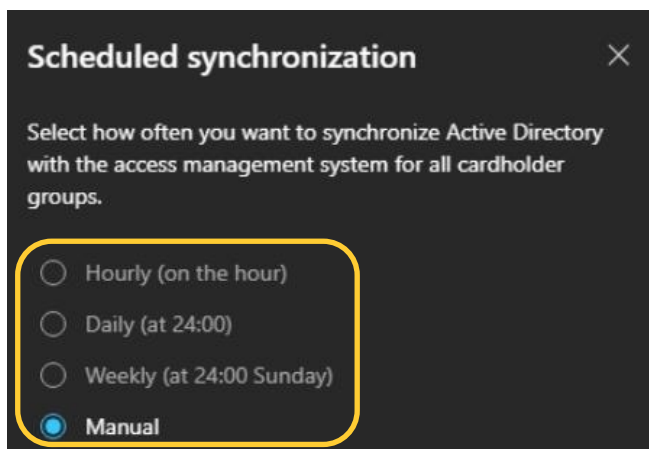 Scheduled synchronization
Select how often you want to synchronize Active Directory
with the access management system for all cardholder
groups.
Hourly (on the hour)
Daily (at 24:00)
Weekly (at 24:00 Sunday)
Manual